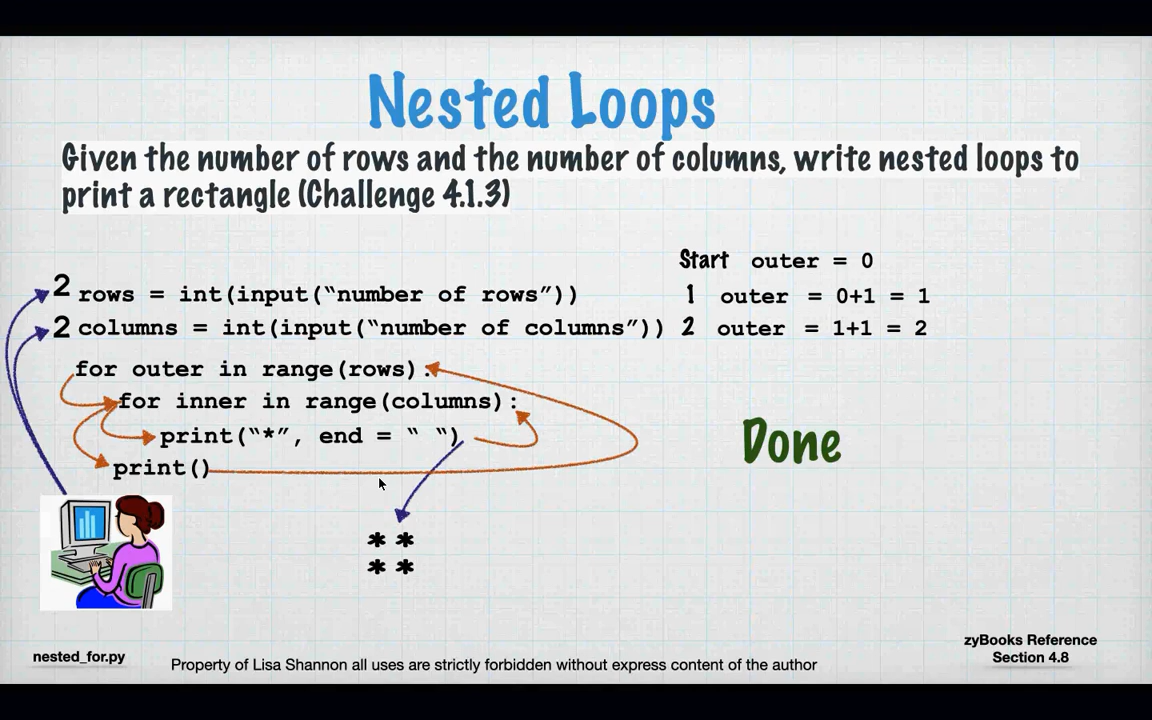 Nested Loops
Given the number of rows and the number of columns, write nested loops to
print a rectangle (Challenge 4.1.3)
Start outer = 0
2 rows = int(input(“number of rows”))
1 outer = 0+1 = 1
2 columns = int(input(“number of columns”))
2 outer = 1+1 = 2
for outer in range(rows):
for inner in range(columns):
print(“*”, end = “ “)
print()
Done
* *
* *
nested_for.py
Property of Lisa Shannon all uses are strictly forbidden without express content of the author
zyBooks Reference
Section 4.8